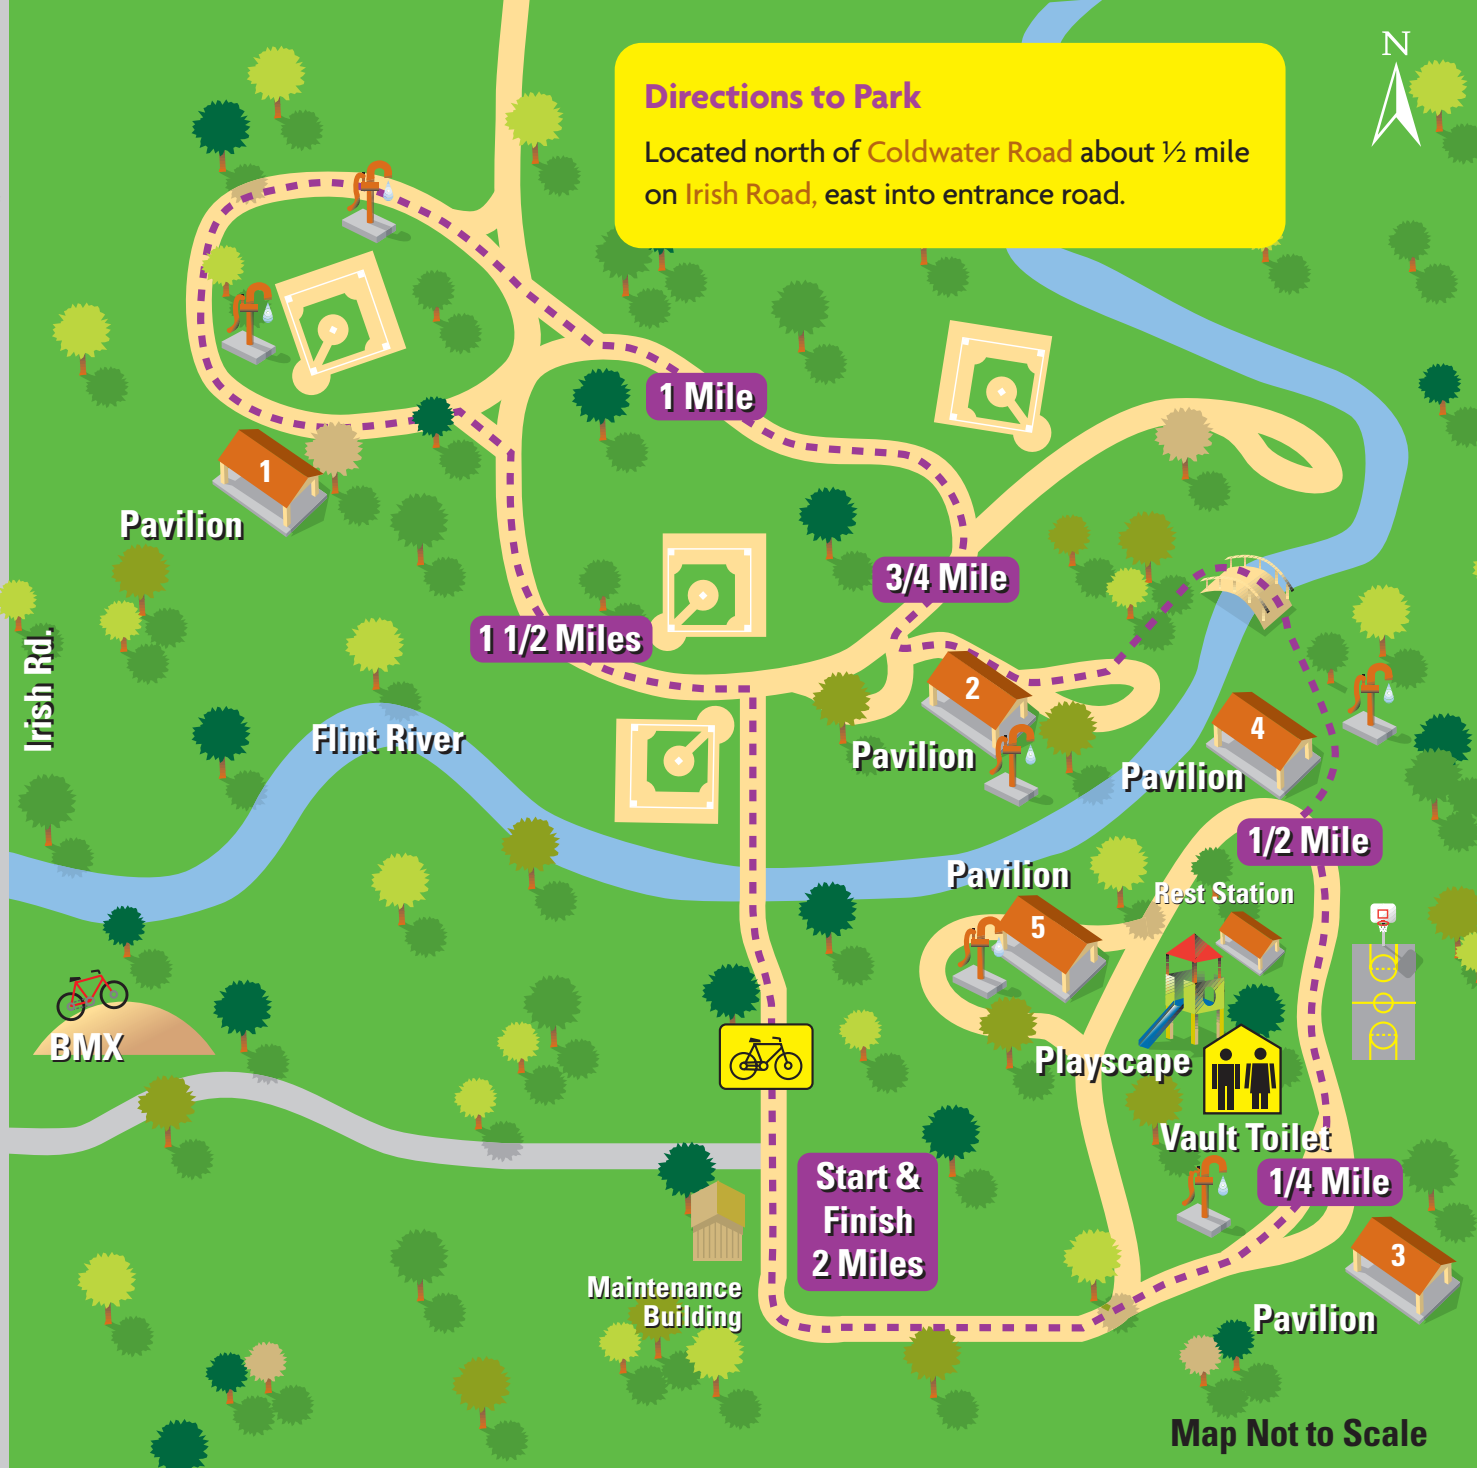 N
Directions to Park
Located north of Coldwater Road about ½ mile
on Irish Road, east into entrance road.
1 Mile
1
Pavilion
3/4 Mile
1 1/2 Miles
Irish Rd.
2
Pavilion
Flint River
4
Pavilion
1/2 Mile
Pavilion
5
Rest Station
BMX
Playscape
Vault Toilet
Start &
Finish
2 Miles
1/4 Mile
3
Pavilion
Maintenance
Building
Map Not to Scale